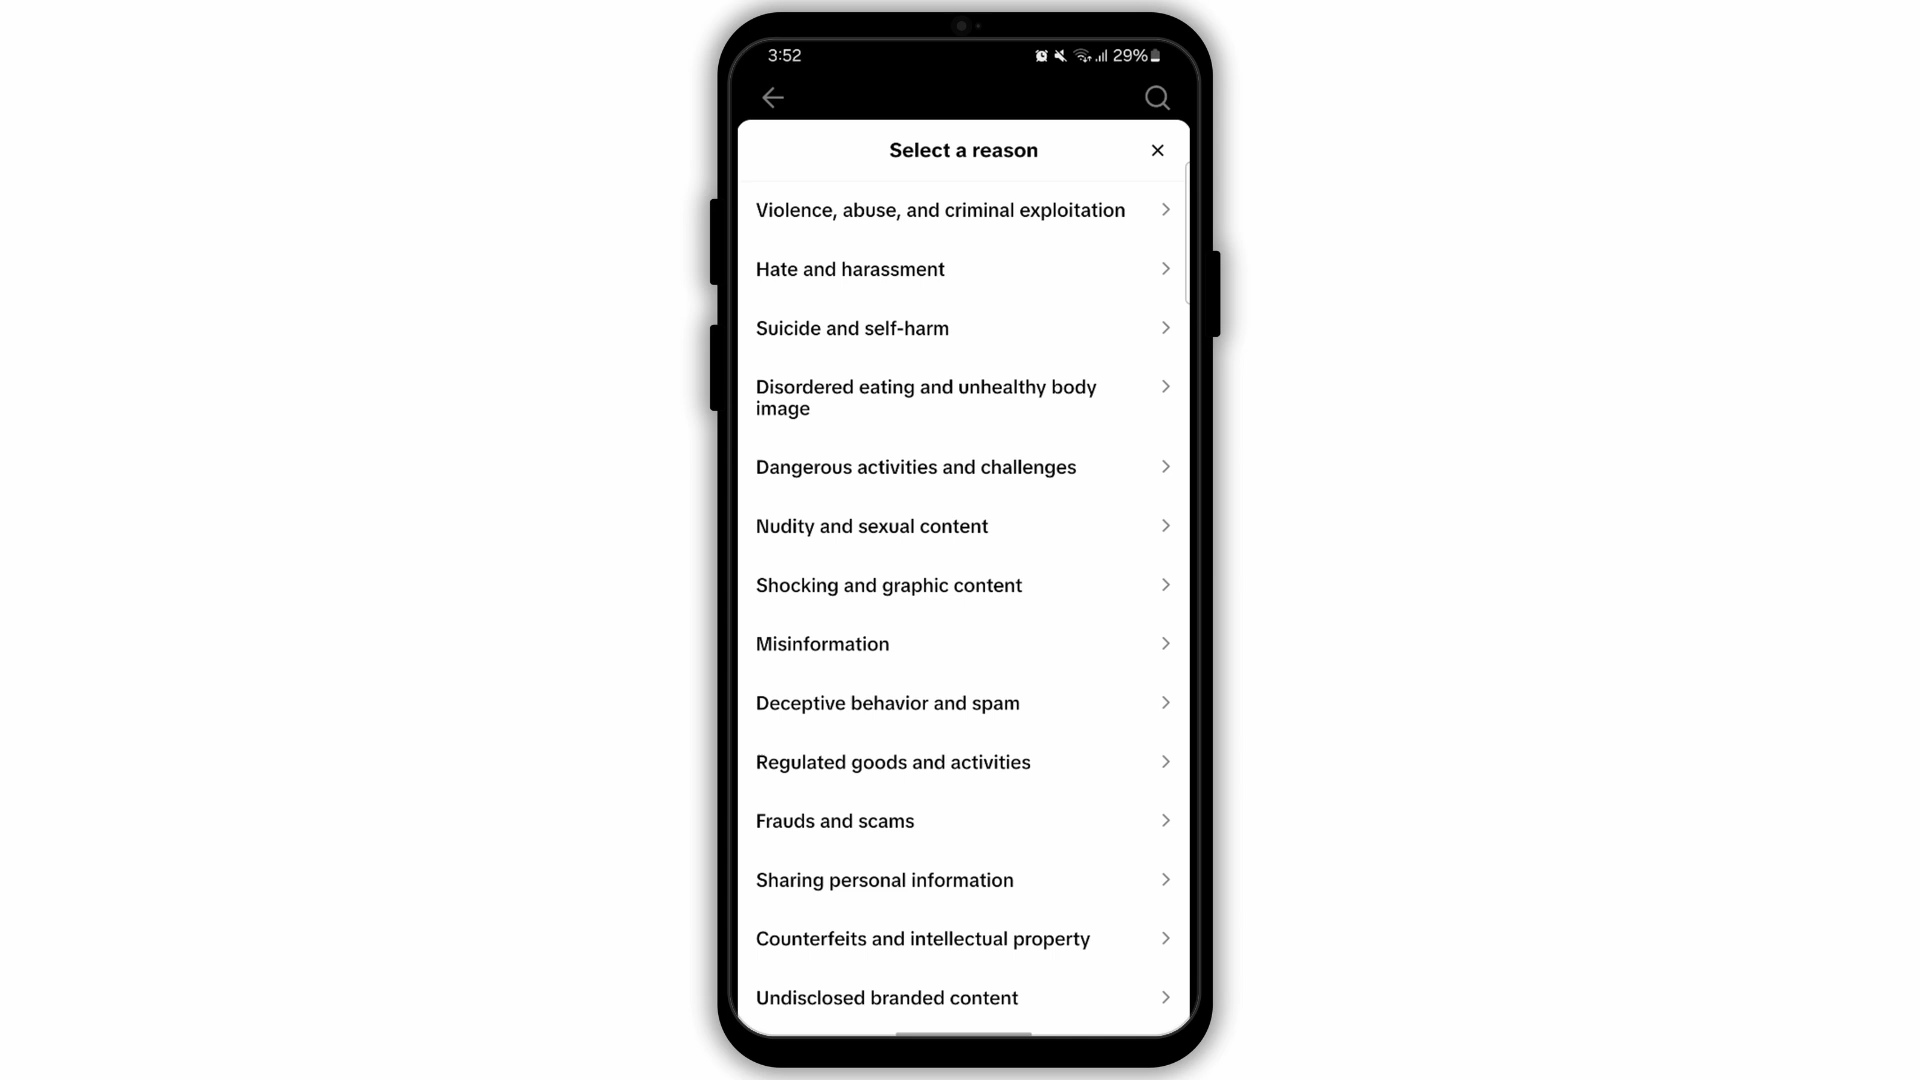 3:52
29%
Select a reason
Violence, abuse, and criminal exploitation
Hate and harassment
Suicide and self-harm
Disordered eating and unhealthy body
image
Dangerous activities and challenges
Nudity and sexual content
Shocking and graphic content
Misinformation
Deceptive behavior and spam
Regulated goods and activities
Frauds and scams
Sharing personal information
Counterfeits and intellectual property
Undisclosed branded content